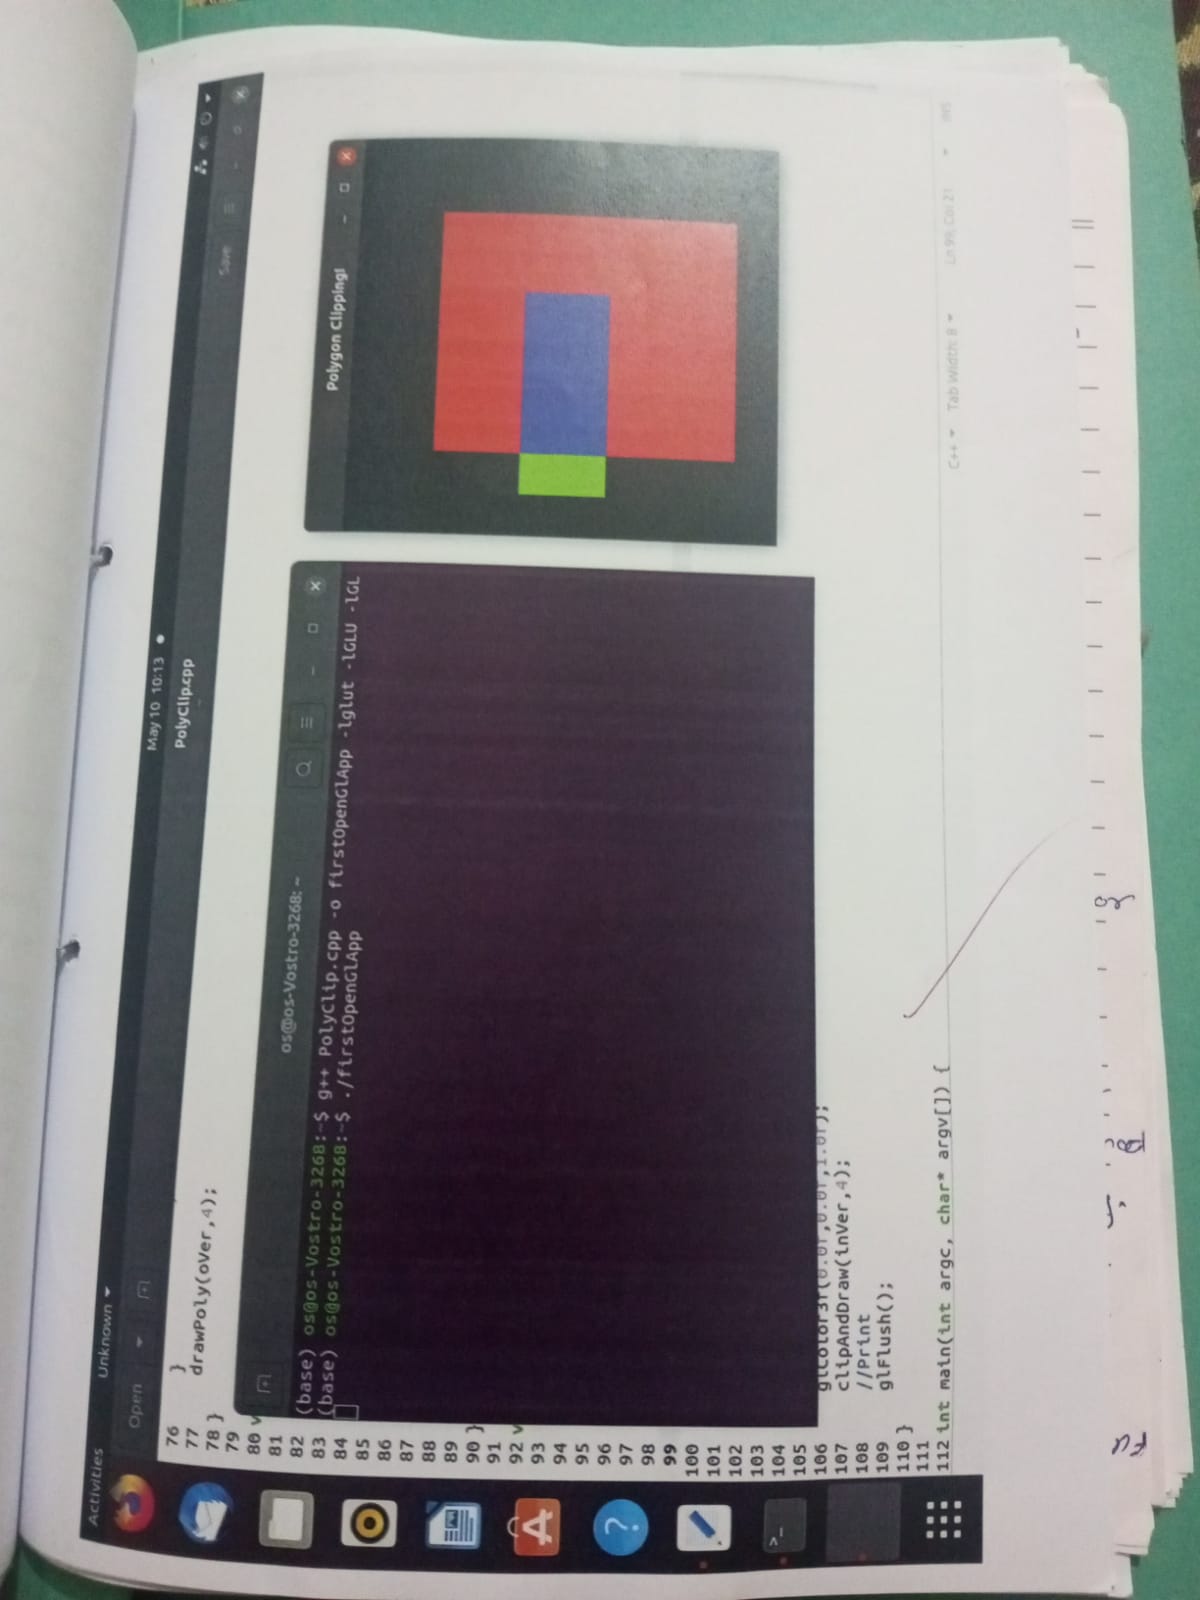 Activities
Unknown
May 10 10:13
Open
PolyClip.cpp
Save
76 }
77 drawPoly(oVer,4);
78 }
79
80 v
81
82
83
84
85
86
87
88
89
90 }
91
92 v
93
94
95
96
97
98
99
100
101
102
103
104
105
106 glColor3f(0.0f,0.0f,1.0f);
107 clipAndDraw(inVer,4);
108 //Print
109 glFlush();
110 }
111
112 int main(int argc, char* argv[]) {
os@os-Vostro-3268: ~
(base) os@os-Vostro-3268:~$ g++ PolyClip.cpp -o firstOpenGlApp -lglut -lGLU -lGL
(base) os@os-Vostro-3268:~$ ./firstOpenGlApp
Polygon Clipping!
C++
Tab Width: 8
Ln 99, Col 21
INS